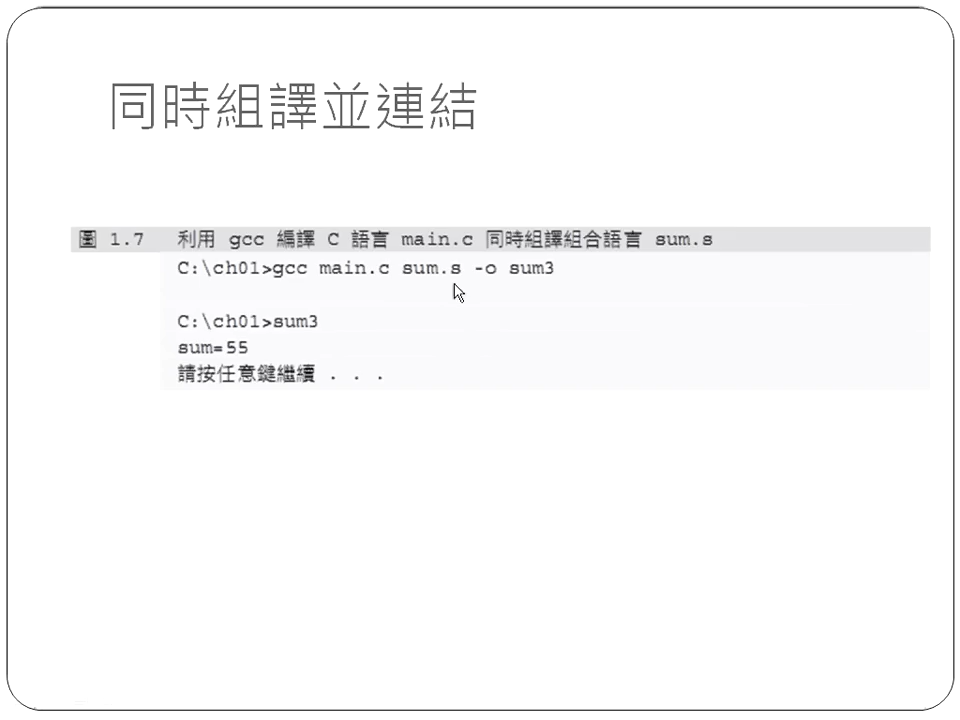 同時組譯並連結
圖 1.7 利用 gcc 編譯 C 語言 main.c 同時組譯組合語言 sum.s
C:\ch01>gcc main.c sum.s -o sum3
C:\ch01>sum3
sum=55
請按任意鍵繼續 . . .